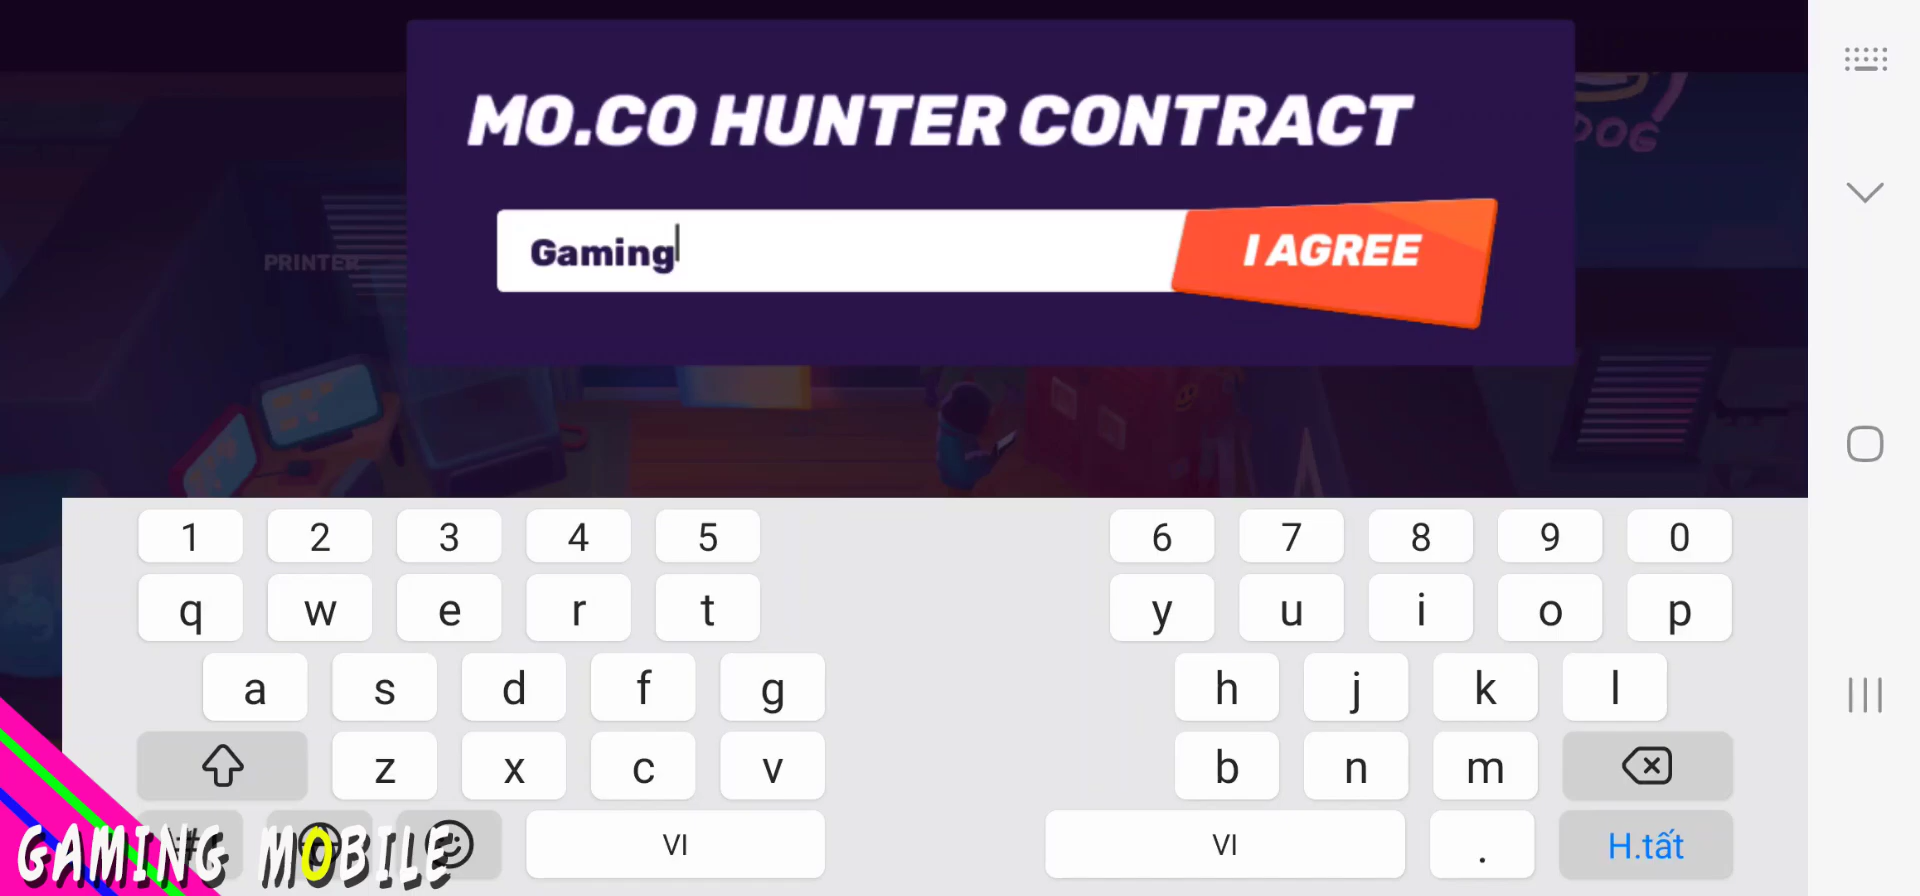 MO.CO HUNTER CONTRACT
DOG
Gaming
I AGREE
PRINTER
1 2 3 4 5 6 7 8 9 0
q w e r t y u i o p
a s d f g h j k l
z x c v b n m
VI VI . H.tất
GAMING MOBILE